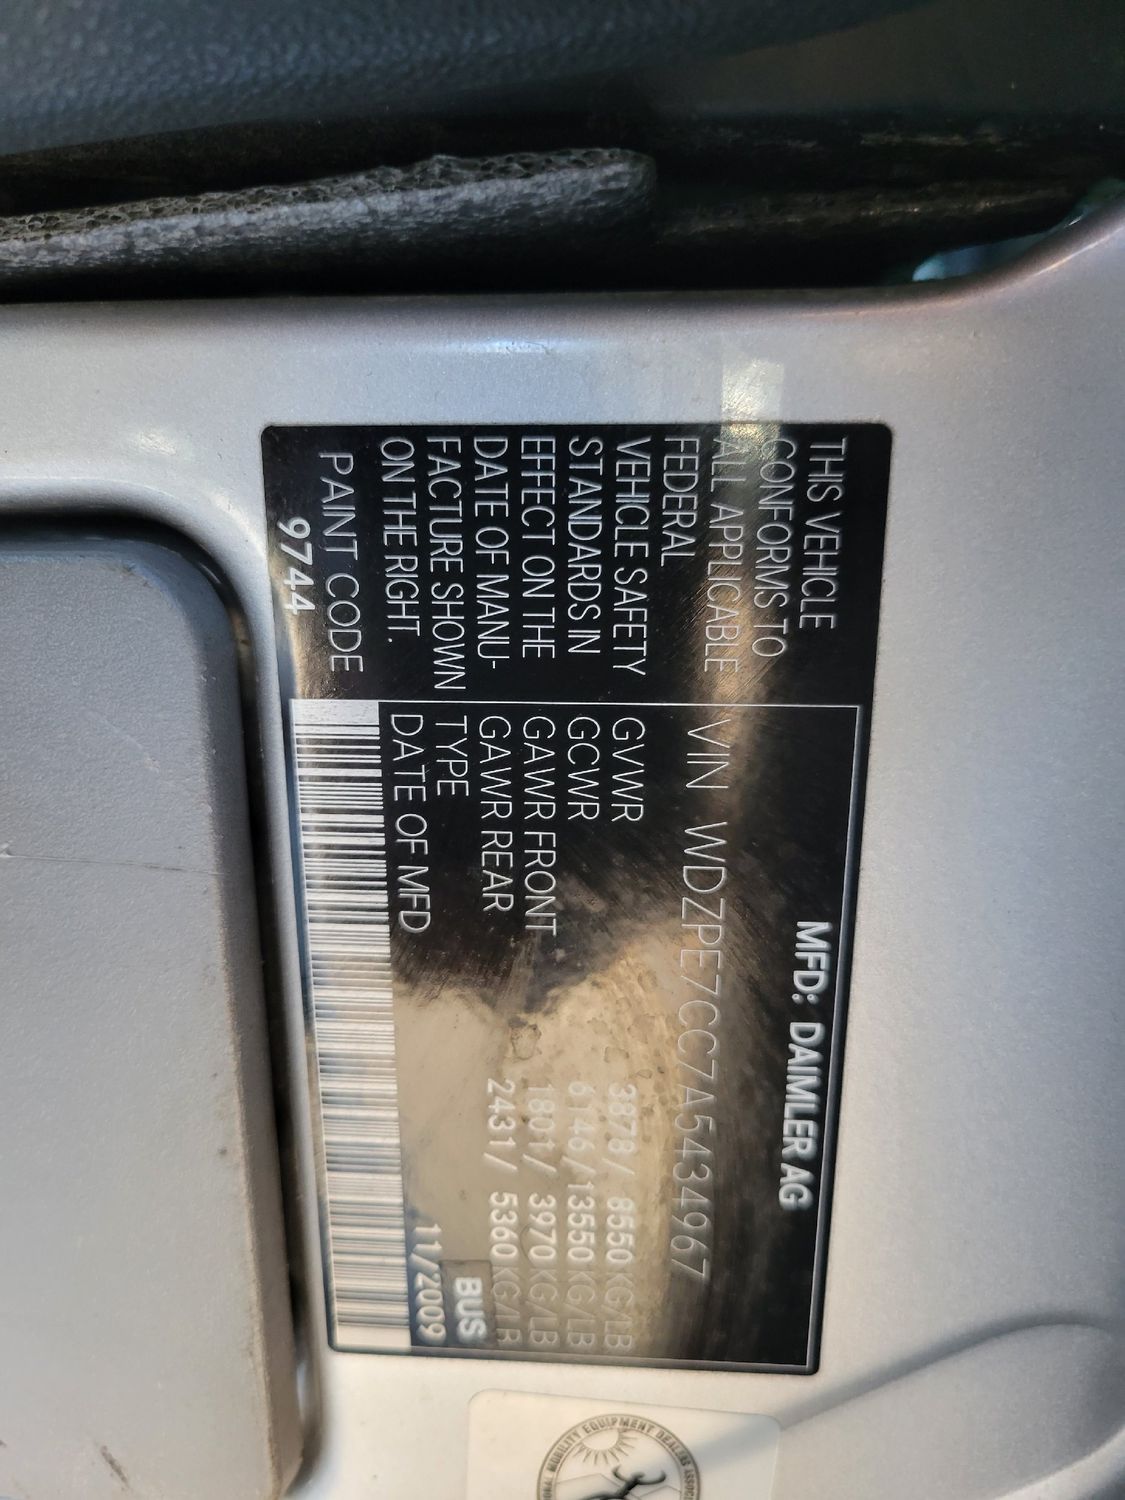 THIS VEHICLE
CONFORMS TO
ALL APPLICABLE
FEDERAL
VEHICLE SAFETY
STANDARDS IN
EFFECT ON THE
DATE OF MANU-
FACTURE SHOWN
ON THE RIGHT.
PAINT CODE
9744
MFD: DAIMLER AG
VIN WDZPE7CC7A5434967
GVWR 3878/ 8550 KG/LB
GCWR 6146/13550 KG/LB
GAWR FRONT 1801/ 3970 KG/LB
GAWR REAR 2431/ 5360 KG/LB
TYPE BUS
DATE OF MFD 11/2009
MOBILITY EQUIPMENT DEALERS